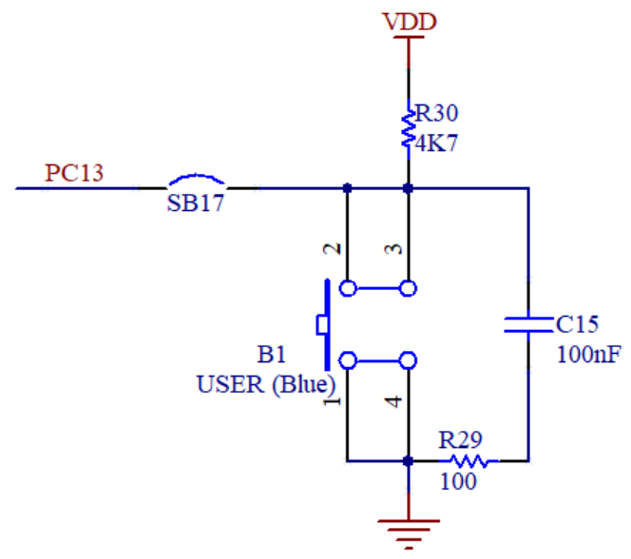 VDD
R30
4K7
PC13
SB17
2
3
C15
100nF
B1
USER (Blue)
1
4
R29
100